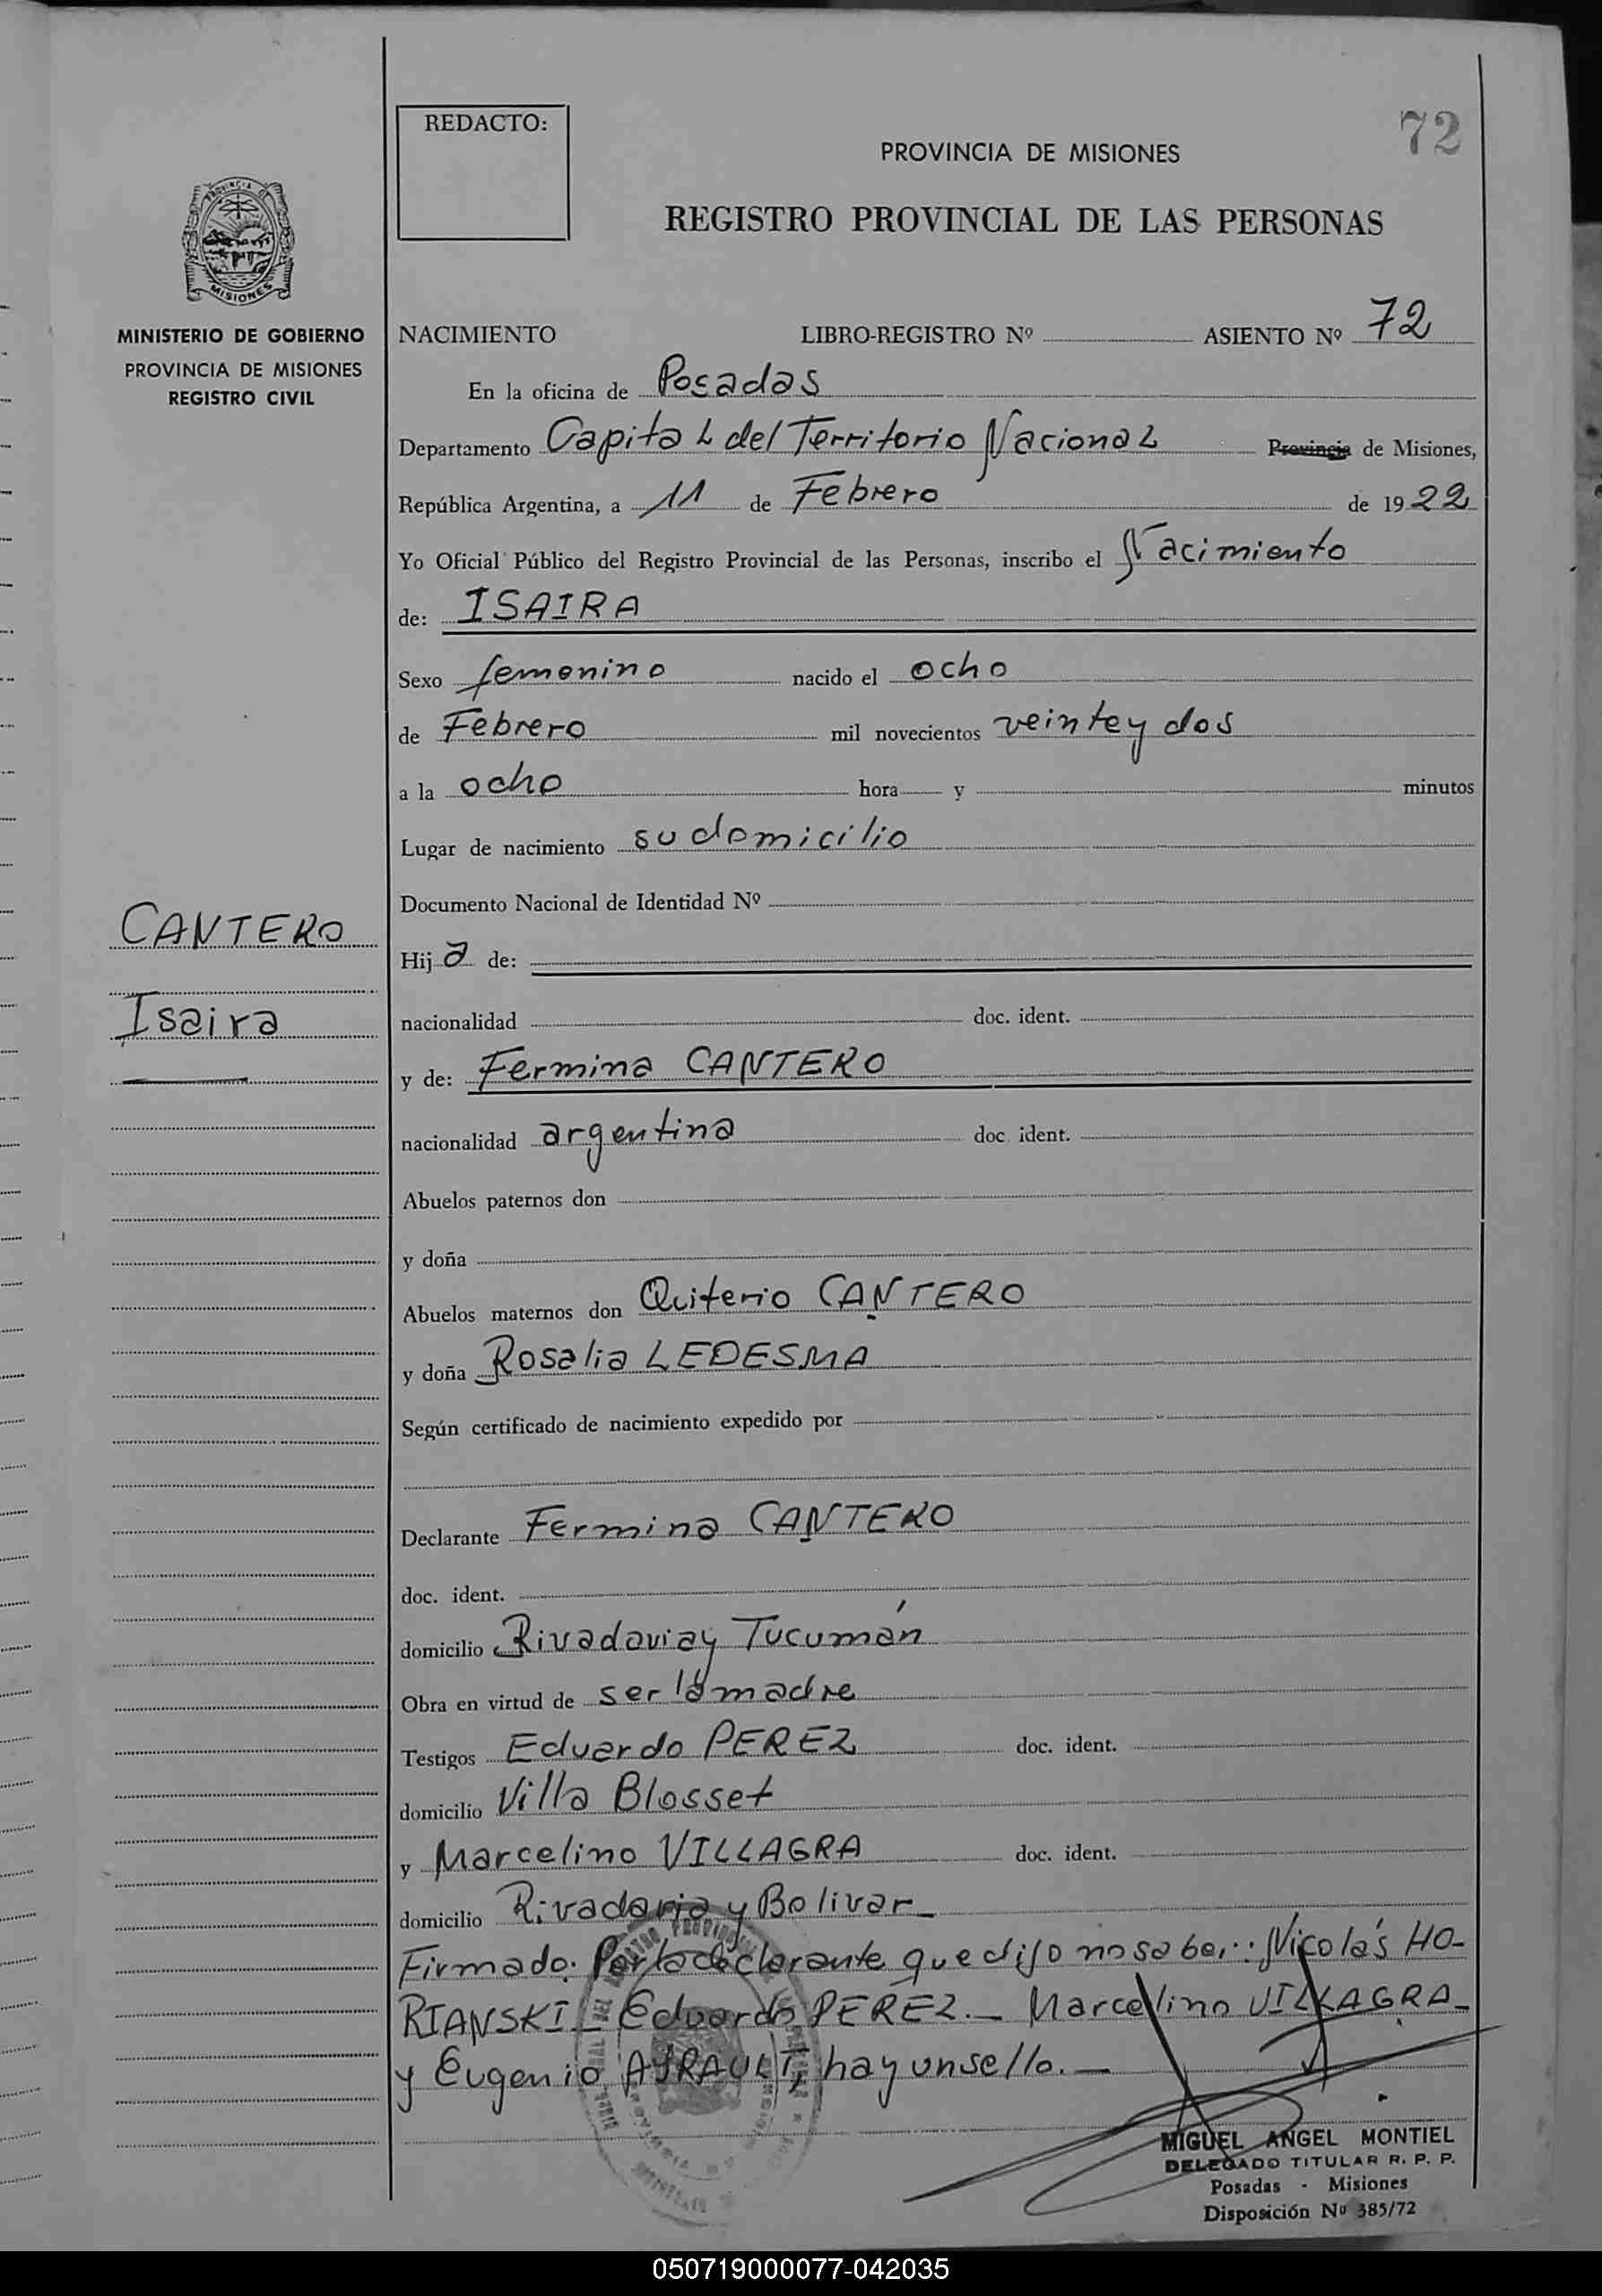 72
REDACTO:
PROVINCIA DE MISIONES
REGISTRO PROVINCIAL DE LAS PERSONAS
MISIONES
MINISTERIO DE GOBIERNO
PROVINCIA DE MISIONES
REGISTRO CIVIL
CANTERO
Isaira
NACIMIENTO LIBRO-REGISTRO Nº ASIENTO Nº 72
En la oficina de Posadas
Departamento Capital del Territorio Nacional Provincia de Misiones,
República Argentina, a 11 de Febrero de 1922
Yo Oficial Público del Registro Provincial de las Personas, inscribo el Nacimiento
de: ISAIRA
Sexo femenino nacido el ocho
de Febrero mil novecientos veinte y dos
a la ocho hora y minutos
Lugar de nacimiento su domicilio
Documento Nacional de Identidad Nº
Hij a de:
nacionalidad doc. ident.
y de: Fermina CANTERO
nacionalidad argentina doc. ident.
Abuelos paternos don
y doña
Abuelos maternos don Quiterio CANTERO
y doña Rosalia LEDESMA
Según certificado de nacimiento expedido por
Declarante Fermina CANTERO
doc. ident.
domicilio Rivadavia y Tucumán
Obra en virtud de ser la madre
Testigos Eduardo PEREZ doc. ident.
domicilio Villa Blosset
y Marcelino VILLAGRA doc. ident.
domicilio Rivadavia y Bolivar_
Firmado: Por la declarante que dijo no saber: Nicolás HO-
RIANSKI_ Eduardo PEREZ._ Marcelino VILLAGRA_
y Eugenio AYRAULT, hay un sello._
MIGUEL ANGEL MONTIEL
DELEGADO TITULAR R. P. P.
Posadas - Misiones
Disposición Nº 385/72
050719000077-042035